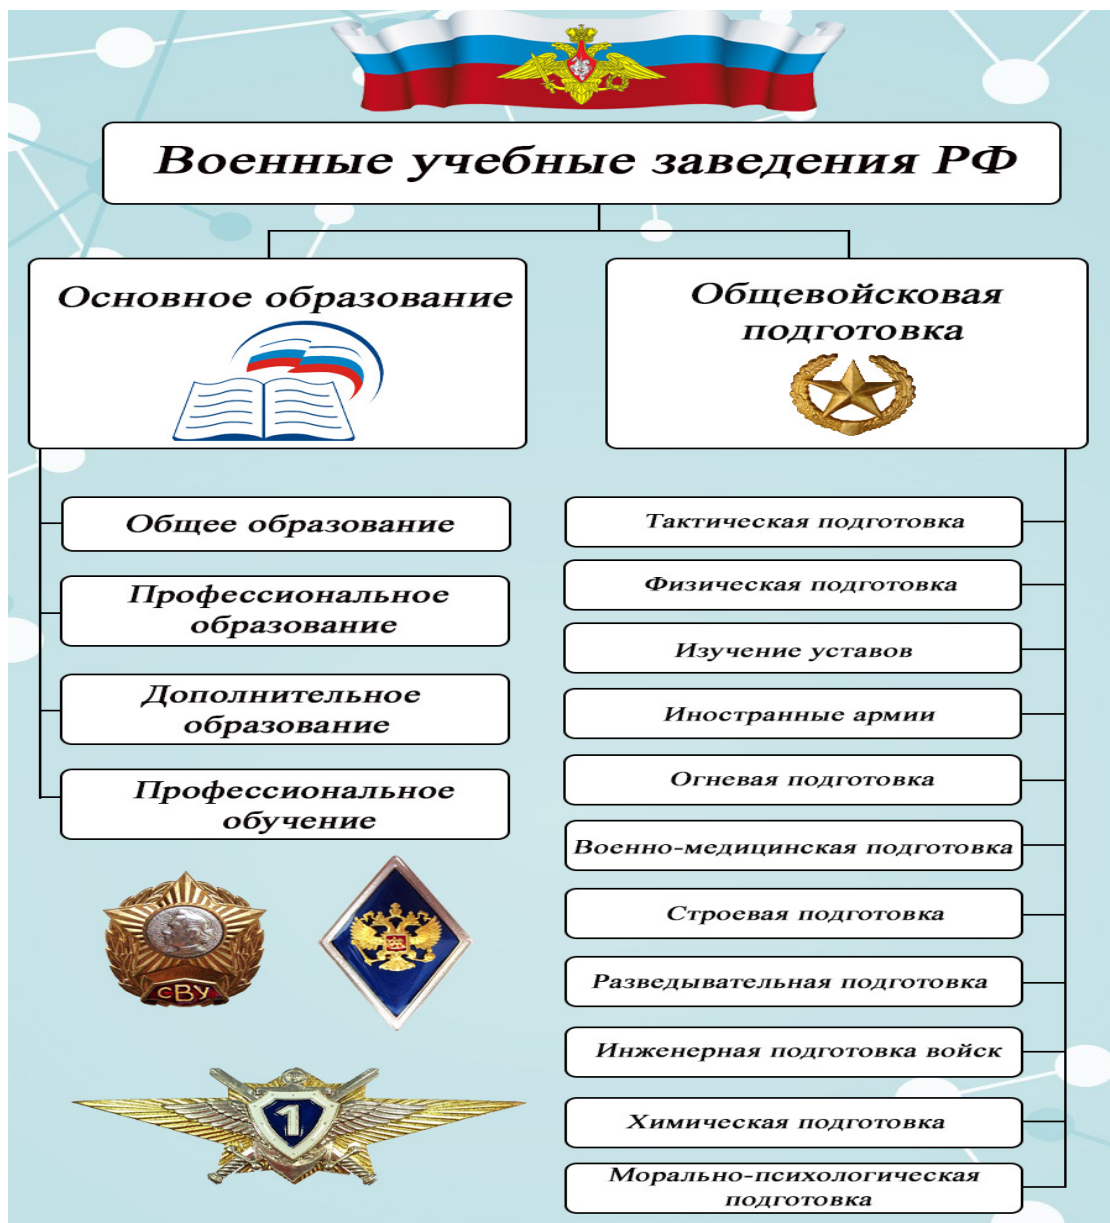 Военные учебные заведения РФ
Основное образование
Общее образование
Профессиональное
образование
Дополнительное
образование
Профессиональное
обучение
СВУ
1
Общевойсковая
подготовка
Тактическая подготовка
Физическая подготовка
Изучение уставов
Иностранные армии
Огневая подготовка
Военно-медицинская подготовка
Строевая подготовка
Разведывательная подготовка
Инженерная подготовка войск
Химическая подготовка
Морально-психологическая
подготовка